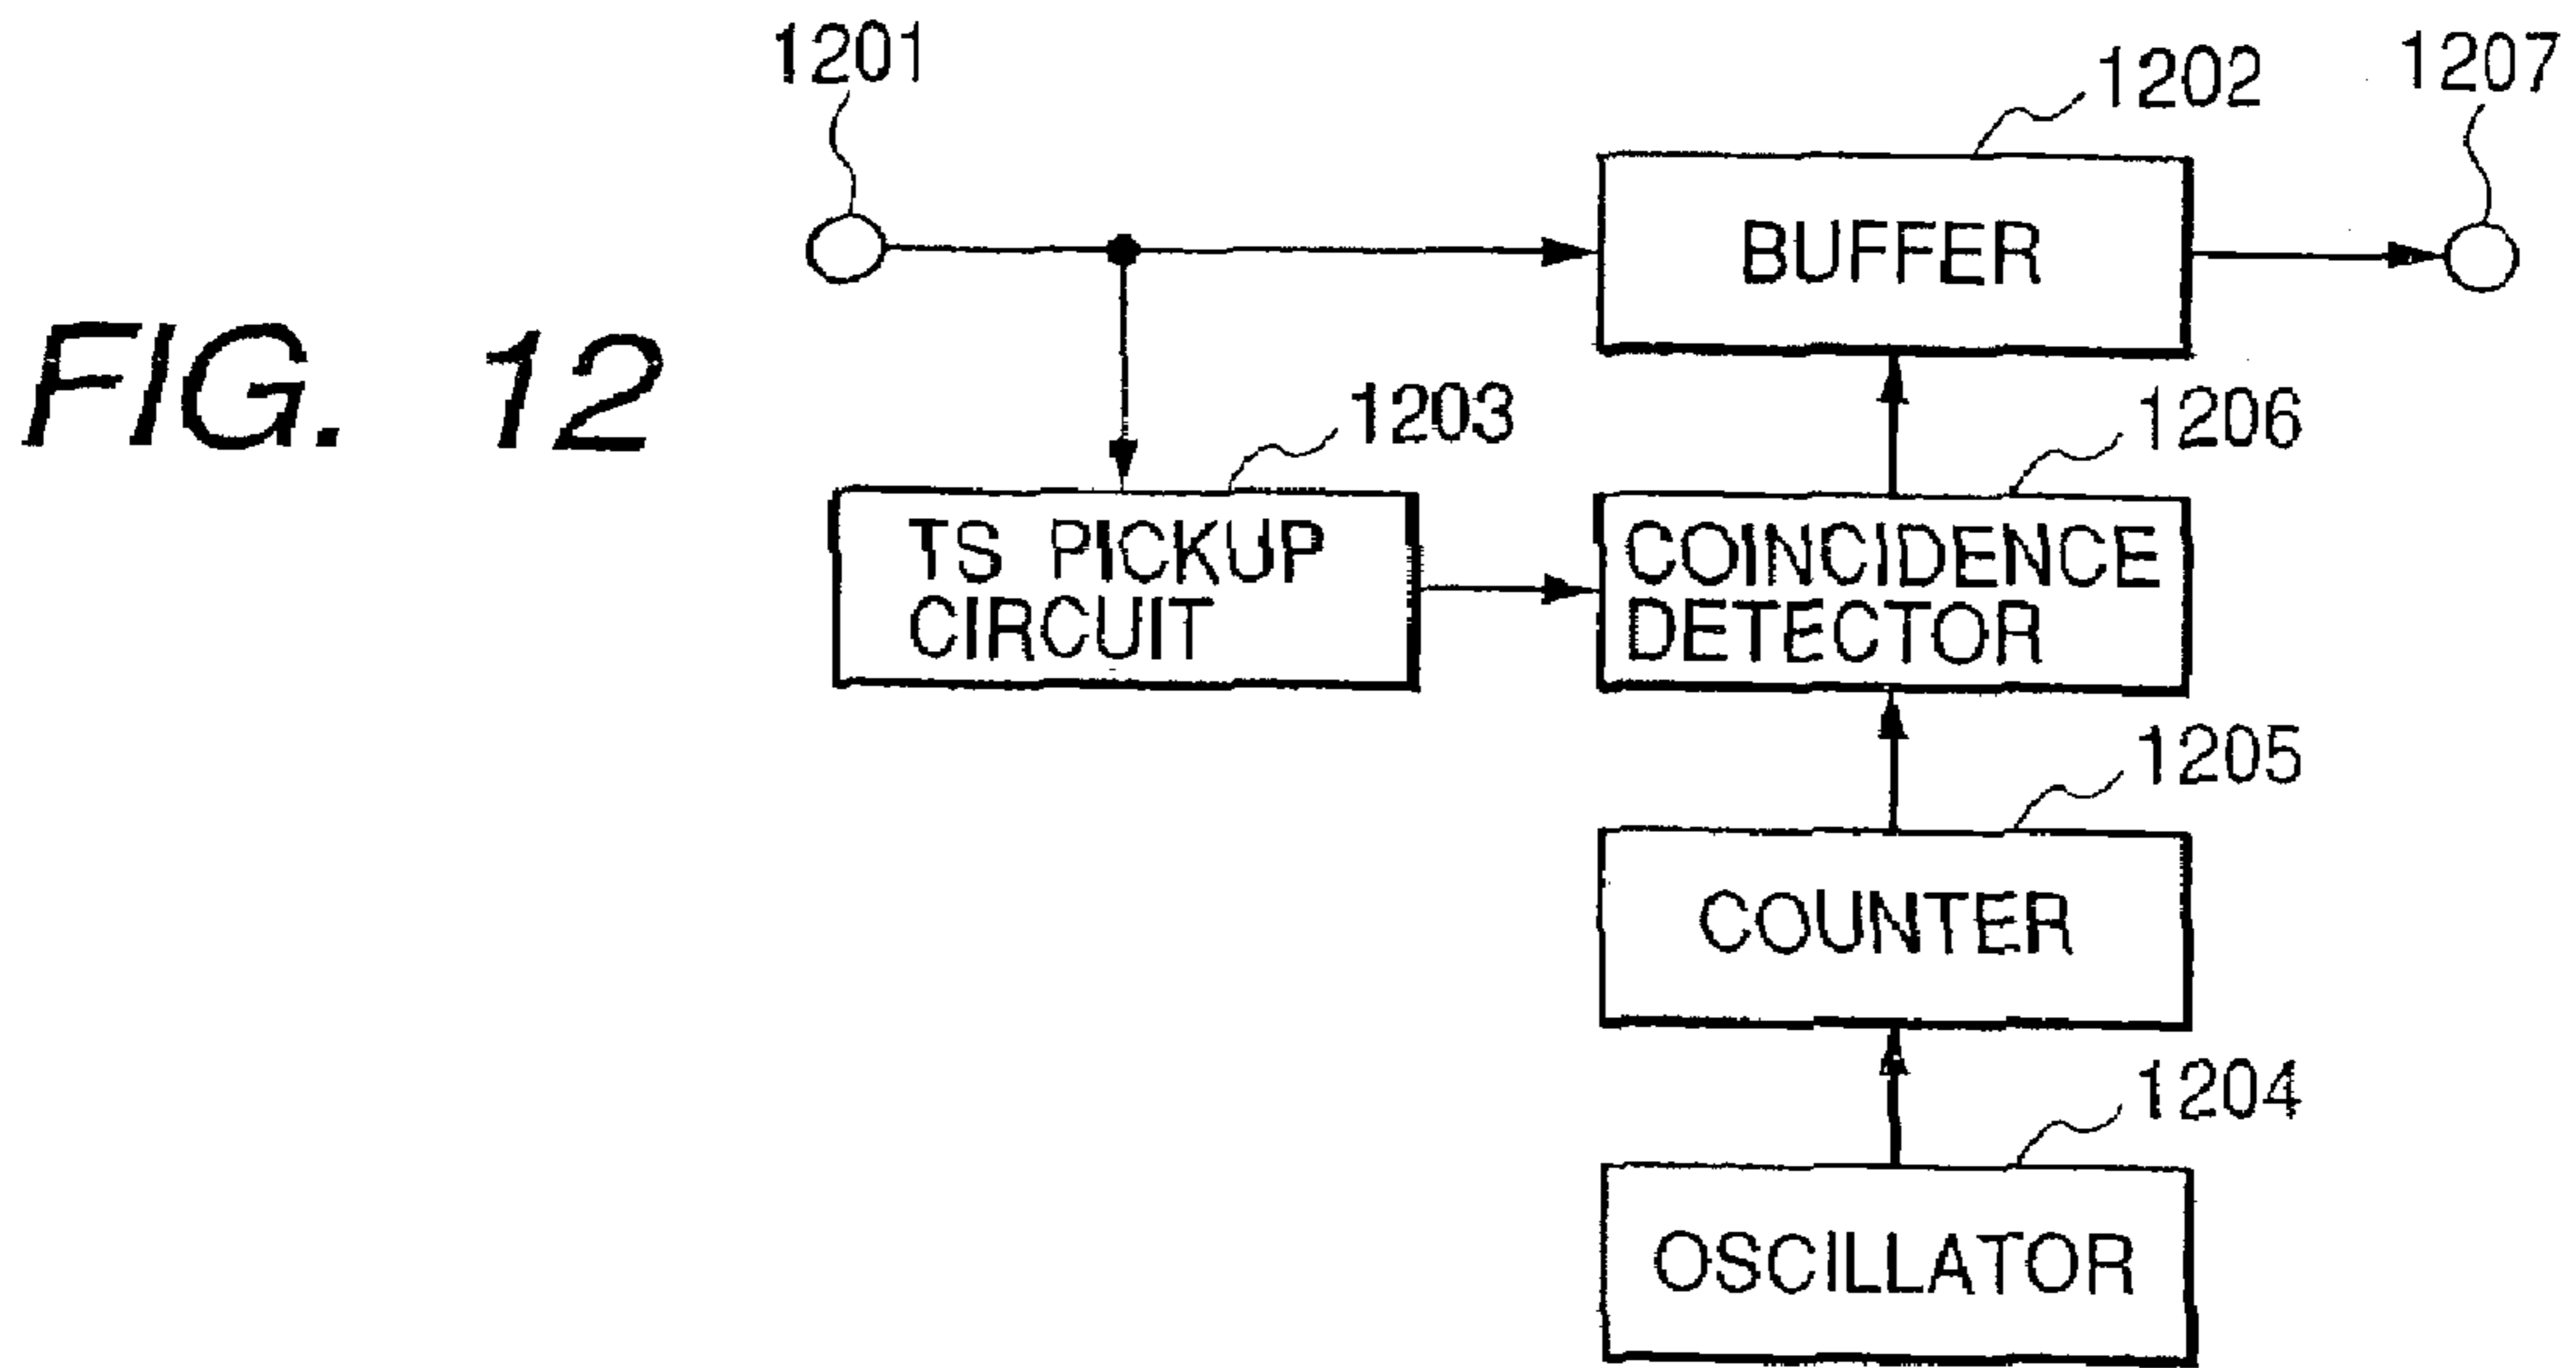 1201
1202
1207
BUFFER
FIG. 12
1203
1206
TS PICKUP
CIRCUIT
COINCIDENCE
DETECTOR
1205
COUNTER
1204
OSCILLATOR